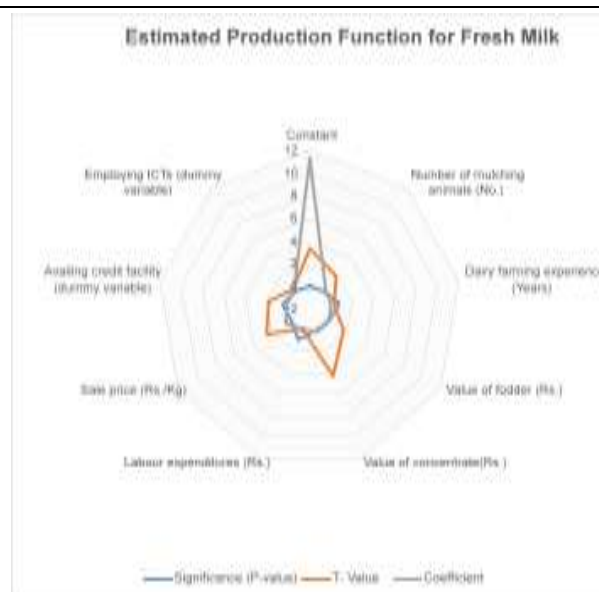 Estimated Production Function for Fresh Milk
Constant
12
10
8
6
4
2
Employing ICTs (dummy
variable)
Number of mulching
animals (No.)
Availing credit facility
(dummy variable)
Dairy farming experience
(Years)
Sale price (Rs./Kg)
Value of fodder (Rs.)
Labour expenditures (Rs.)
Value of concentrate(Rs.)
Significance (P-value)
T- Value
Coefficient